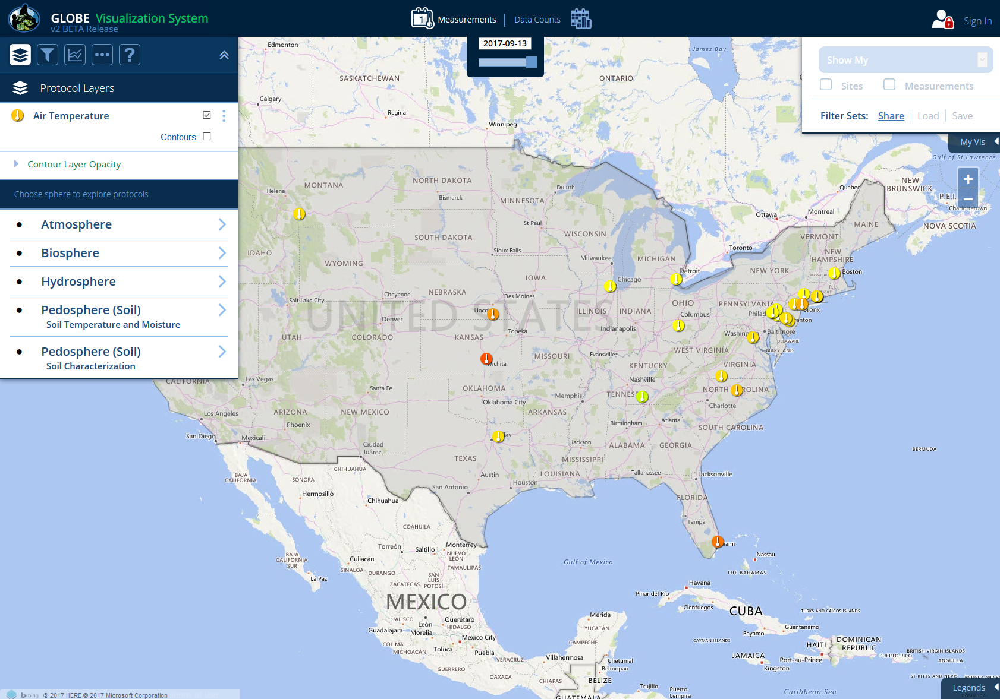 GLOBE Visualization System
v2 BETA Release
1 Measurements
Data Counts
Sign In
2017-09-13
?
Protocol Layers
Air Temperature
Contours
Contour Layer Opacity
Choose sphere to explore protocols
Atmosphere
Biosphere
Hydrosphere
Pedosphere (Soil)
Soil Temperature and Moisture
Pedosphere (Soil)
Soil Characterization
Show My
Sites
Measurements
Filter Sets: Share Load Save
My Vis
+
−
Edmonton
James Bay
SASKATCHEWAN
ONTARIO
Calgary
Regina
Winnipeg
Gulf of St Lawrence
NORTH DAKOTA
MONTANA
NEW
BRUNSWICK
Helena
Bismarck
Duluth
Quebec
P.E.I.
MINNESOTA
Charlottetown
Ottawa
Montreal
St Paul
MAINE
NOVA SCOTIA
WISCONSIN
SOUTH DAKOTA
VERMONT
Toronto
IDAHO
Sioux Falls
NEW
HAMPSHIRE
Milwaukee
MICHIGAN
WYOMING
NEW YORK
Detroit
Boston
IOWA
Chicago
R.I.
NEBRASKA
Cheyenne
Des Moines
Salt Lake City
OHIO
PENNSYLVANIA
ILLINOIS
INDIANA
Columbus
Bronx
UNITED STATES
Denver
Indianapolis
Baltimore
Topeka
UTAH
COLORADO
KANSAS
DELAWARE
WEST VIRGINIA
MARYLAND
MISSOURI
Evansville
KENTUCKY
VIRGINIA
Wichita
CALIFORNIA
Las Vegas
Nashville
Santa Fe
OKLAHOMA
Memphis
Oklahoma City
Charlotte
Los Angeles
ARIZONA
NEW MEXICO
ARKANSAS
Phoenix
Atlanta
Birmingham
SOUTH CAROLINA
San Diego
Mexicali
Ciudad
Juárez
Jackson
ALABAMA
GEORGIA
BERMUDA
TEXAS
MISSISSIPPI
CHIHUAHUA
BAJA
CALIFORNIA
SONORA
Austin
LOUISIANA
Tallahassee
Jacksonville
Houston
San Antonio
Hermosillo
Chihuahua
FLORIDA
Tampa
COAHUILA
Torreón
Saltillo
Monterrey
NUEVO
LEÓN
BAJA
CALIFORNIA
SUR
Culiacán
Nassau
Gulf of Mexico
SINALOA
DURANGO
TAMAULIPAS
THE BAHAMAS
La Paz
SAN
LUIS
POTOSÍ
ZACATECAS
Havana
Pinar del Río
MEXICO
Cienfuegos
CUBA
TURKS AND CAICOS ISLANDS
Mérida
JALISCO
León
Querétaro
HIDALGO
YUCATÁN
Guantánamo
Guadalajara
Morelia
Bayamo
Mexico City
CAYMAN ISLANDS
CAMPECHE
HAITI
DOMINICAN
REPUBLIC
COLIMA
MICHOACÁN
Toluca
Puebla
VERACRUZ
Villahermosa
Chetumal
JAMAICA
Port-au-Prince
PUERTO RICO
BRITISH VIRGIN ISLANDS
ANGUILLA
Belmopan
Kingston
GUERRERO
OAXACA
CHIAPAS
BELIZE
ST KITTS AND NEVIS
Trujillo
Puerto
Lempira
Caribbean Sea
GUATEMALA
Legends
bing © 2017 HERE © 2017 Microsoft Corporation